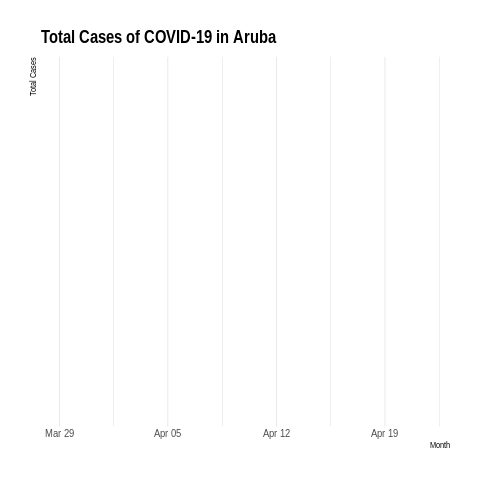 Total Cases of COVID-19 in Aruba
Total Cases
Mar 29
Apr 05
Apr 12
Apr 19
Month